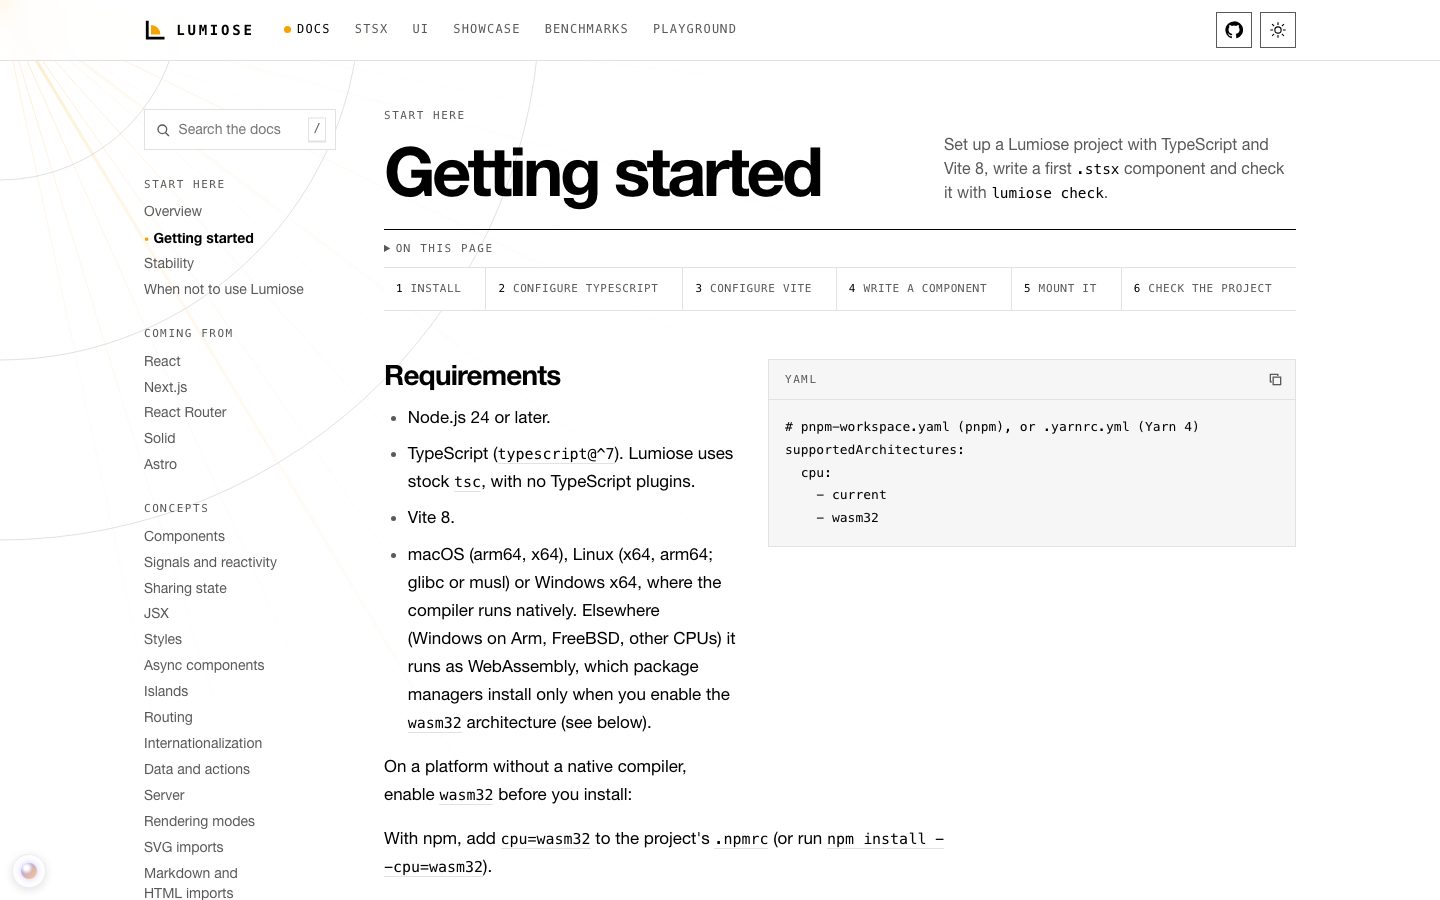 LUMIOSE
DOCS
STSX
UI
SHOWCASE
BENCHMARKS
PLAYGROUND
Search the docs
/
START HERE
Overview
Getting started
Stability
When not to use Lumiose
COMING FROM
React
Next.js
React Router
Solid
Astro
CONCEPTS
Components
Signals and reactivity
Sharing state
JSX
Styles
Async components
Islands
Routing
Internationalization
Data and actions
Server
Rendering modes
SVG imports
Markdown and
HTML imports
START HERE
Getting started
Set up a Lumiose project with TypeScript and
Vite 8, write a first .stsx component and check
it with lumiose check.
ON THIS PAGE
1 INSTALL
2 CONFIGURE TYPESCRIPT
3 CONFIGURE VITE
4 WRITE A COMPONENT
5 MOUNT IT
6 CHECK THE PROJECT
Requirements
• Node.js 24 or later.
• TypeScript (typescript@^7). Lumiose uses
stock tsc, with no TypeScript plugins.
• Vite 8.
• macOS (arm64, x64), Linux (x64, arm64;
glibc or musl) or Windows x64, where the
compiler runs natively. Elsewhere
(Windows on Arm, FreeBSD, other CPUs) it
runs as WebAssembly, which package
managers install only when you enable the
wasm32 architecture (see below).
On a platform without a native compiler,
enable wasm32 before you install:
YAML
# pnpm-workspace.yaml (pnpm), or .yarnrc.yml (Yarn 4)
supportedArchitectures:
  cpu:
    - current
    - wasm32
With npm, add cpu=wasm32 to the project's .npmrc (or run npm install -
-cpu=wasm32).